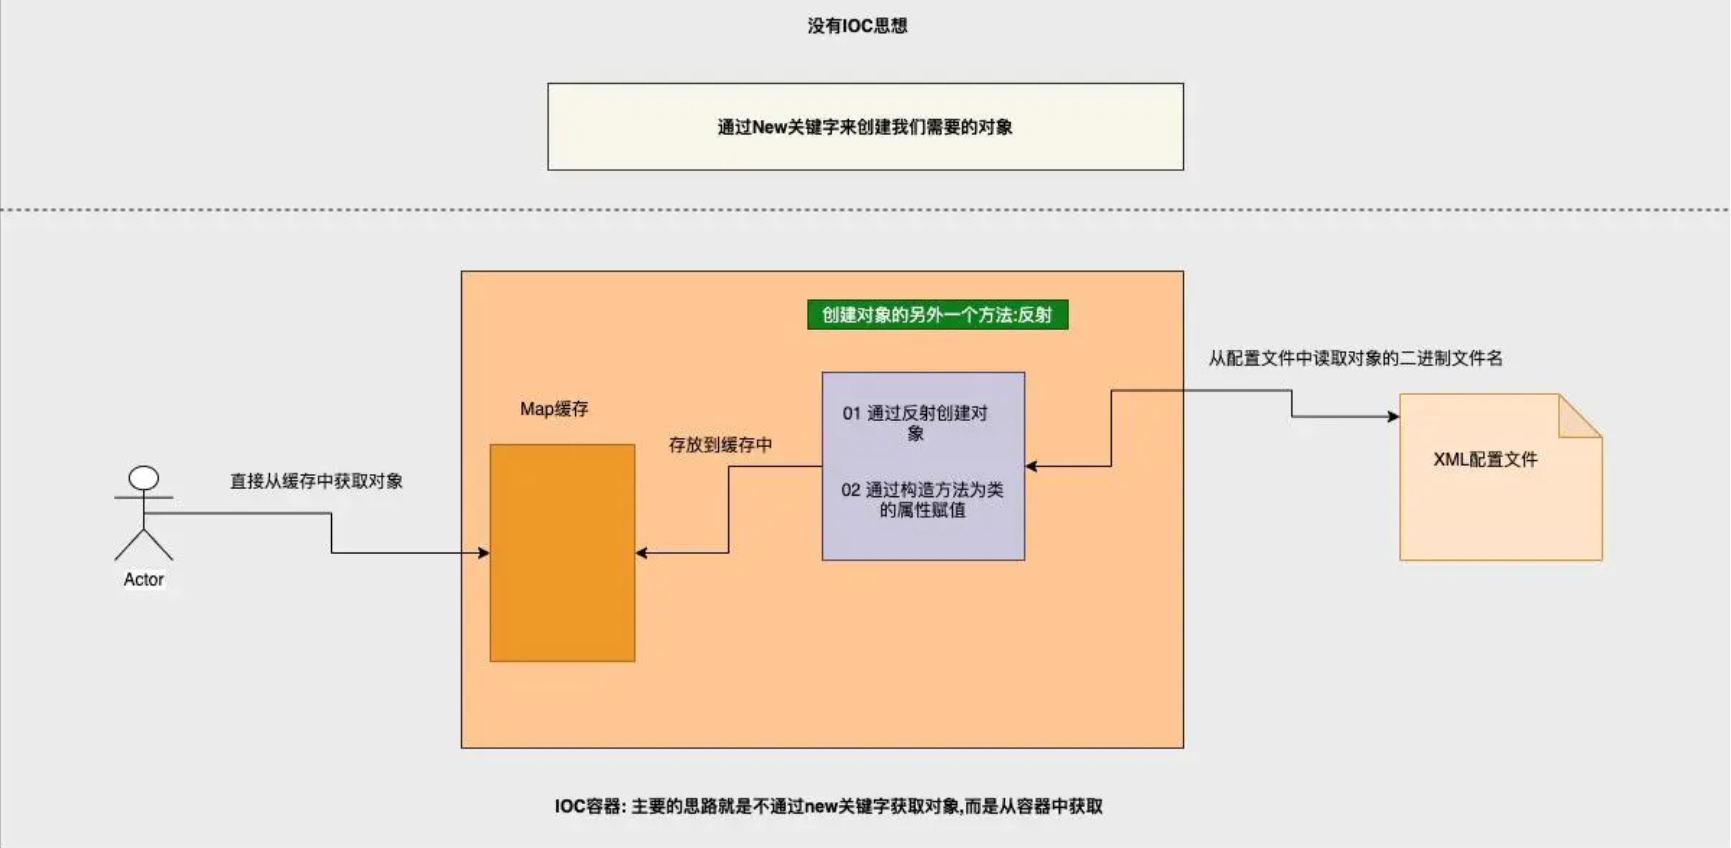 没有IOC思想
通过New关键字来创建我们需要的对象
创建对象的另外一个方法:反射
从配置文件中读取对象的二进制文件名
Map缓存
01 通过反射创建对
象
存放到缓存中
XML配置文件
直接从缓存中获取对象
02 通过构造方法为类
的属性赋值
Actor
IOC容器: 主要的思路就是不通过new关键字获取对象,而是从容器中获取